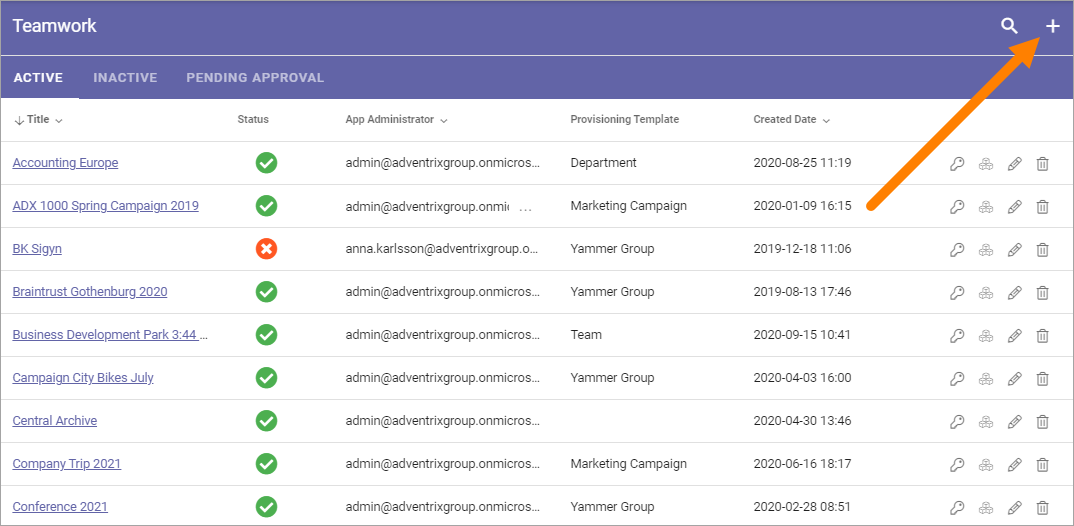 Teamwork
ACTIVE INACTIVE PENDING APPROVAL
Title Status App Administrator Provisioning Template Created Date
Accounting Europe admin@adventrixgroup.onmicros... Department 2020-08-25 11:19
ADX 1000 Spring Campaign 2019 admin@adventrixgroup.onmic ... Marketing Campaign 2020-01-09 16:15
BK Sigyn anna.karlsson@adventrixgroup.o... Yammer Group 2019-12-18 11:06
Braintrust Gothenburg 2020 admin@adventrixgroup.onmicros... Yammer Group 2019-08-13 17:46
Business Development Park 3:44 ... admin@adventrixgroup.onmicros... Team 2020-09-15 10:41
Campaign City Bikes July admin@adventrixgroup.onmicros... Yammer Group 2020-04-03 16:00
Central Archive admin@adventrixgroup.onmicros... 2020-04-30 13:46
Company Trip 2021 admin@adventrixgroup.onmicros... Marketing Campaign 2020-06-16 18:17
Conference 2021 admin@adventrixgroup.onmicros... Yammer Group 2020-02-28 08:51